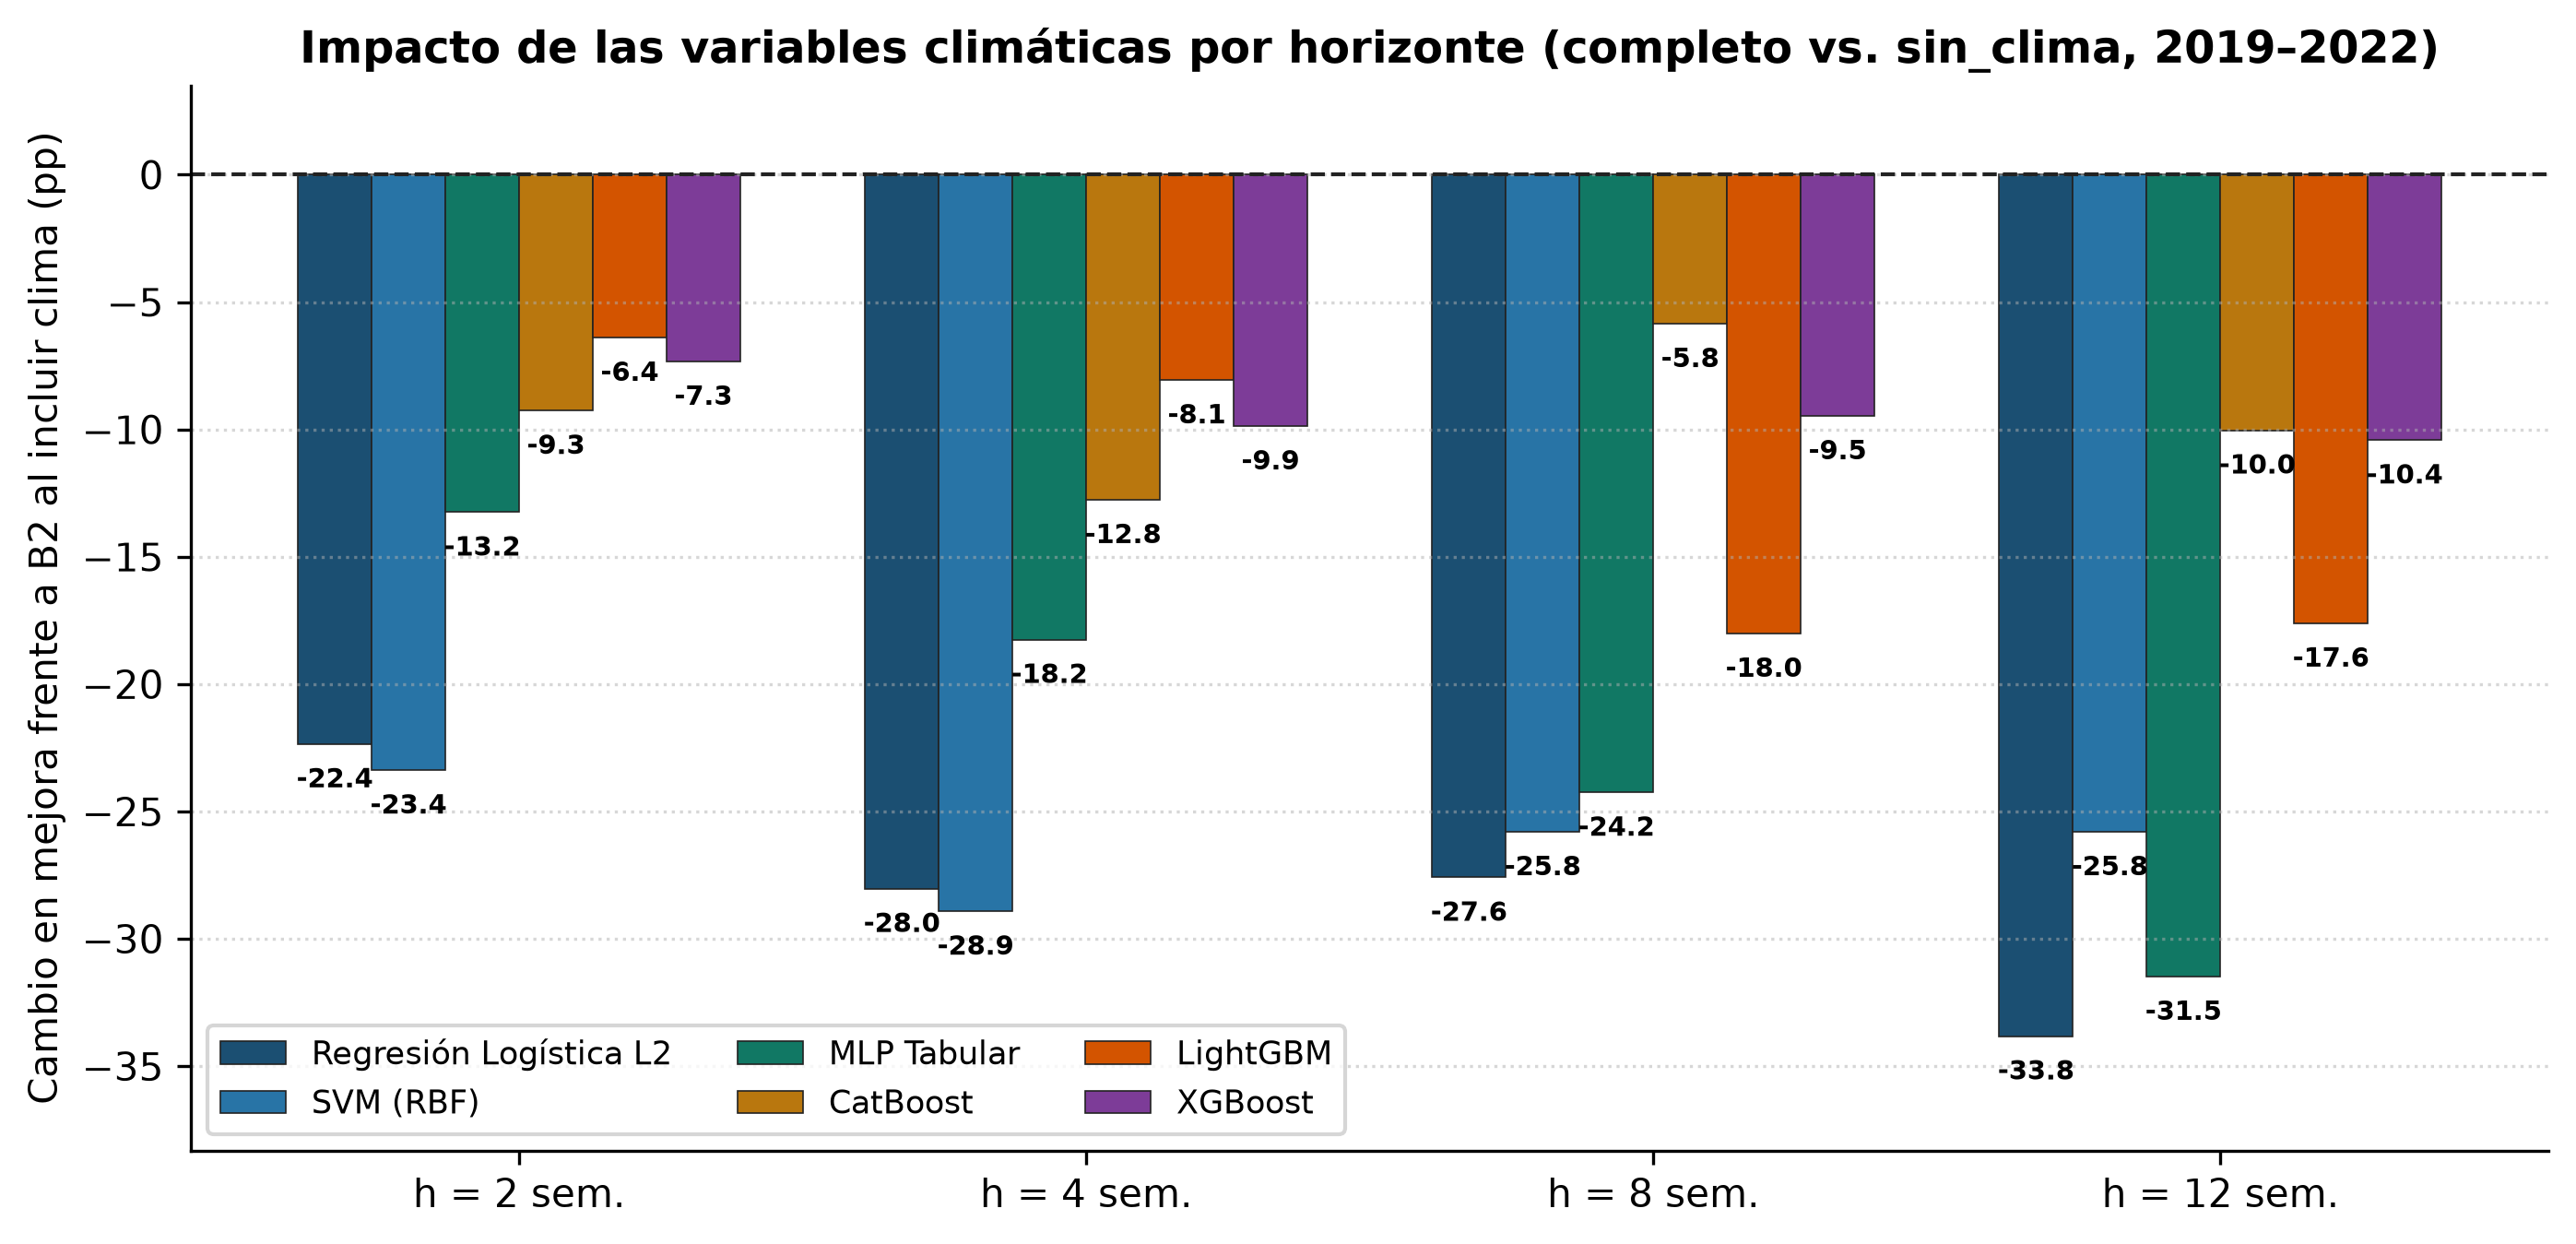 Impacto de las variables climáticas por horizonte (completo vs. sin_clima, 2019–2022)
Cambio en mejora frente a B2 al incluir clima (pp)
0
−5
−10
−15
−20
−25
−30
−35
-22.4
-23.4
-13.2
-9.3
-6.4
-7.3
-28.0
-28.9
-18.2
-12.8
-8.1
-9.9
-27.6
-25.8
-24.2
-5.8
-18.0
-9.5
-33.8
-25.8
-31.5
-10.0
-17.6
-10.4
Regresión Logística L2
SVM (RBF)
MLP Tabular
CatBoost
LightGBM
XGBoost
h = 2 sem.
h = 4 sem.
h = 8 sem.
h = 12 sem.